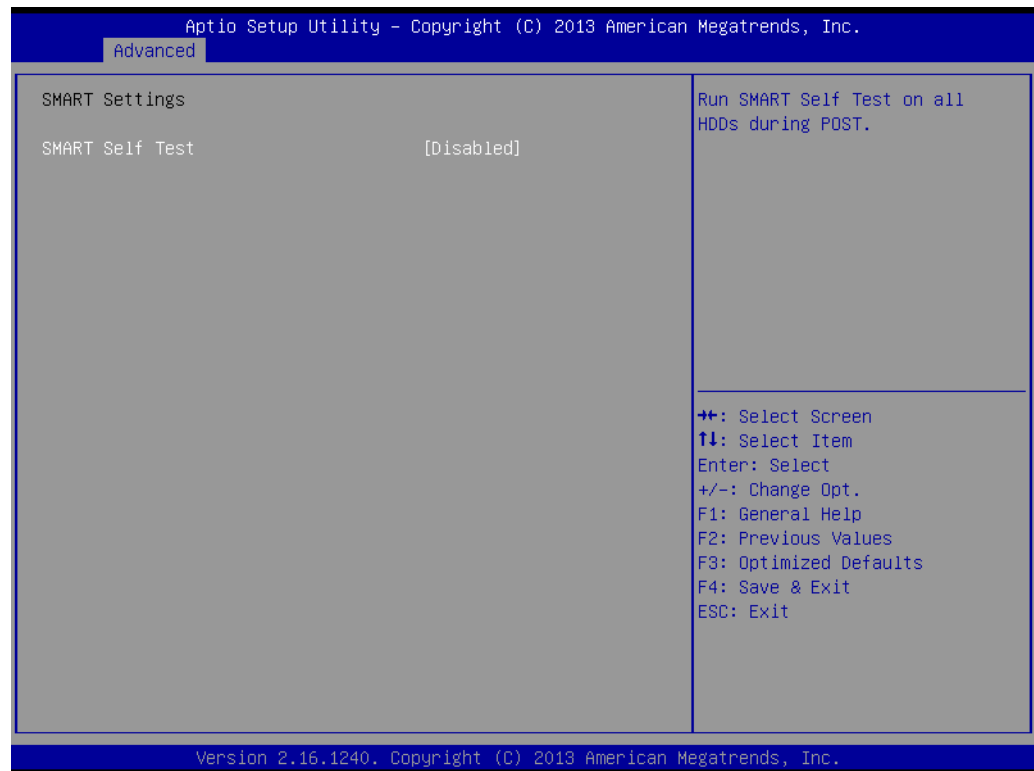 Aptio Setup Utility – Copyright (C) 2013 American Megatrends, Inc.
Advanced
SMART Settings
SMART Self Test [Disabled]
Run SMART Self Test on all
HDDs during POST.
→←: Select Screen
↑↓: Select Item
Enter: Select
+/-: Change Opt.
F1: General Help
F2: Previous Values
F3: Optimized Defaults
F4: Save & Exit
ESC: Exit
Version 2.16.1240. Copyright (C) 2013 American Megatrends, Inc.